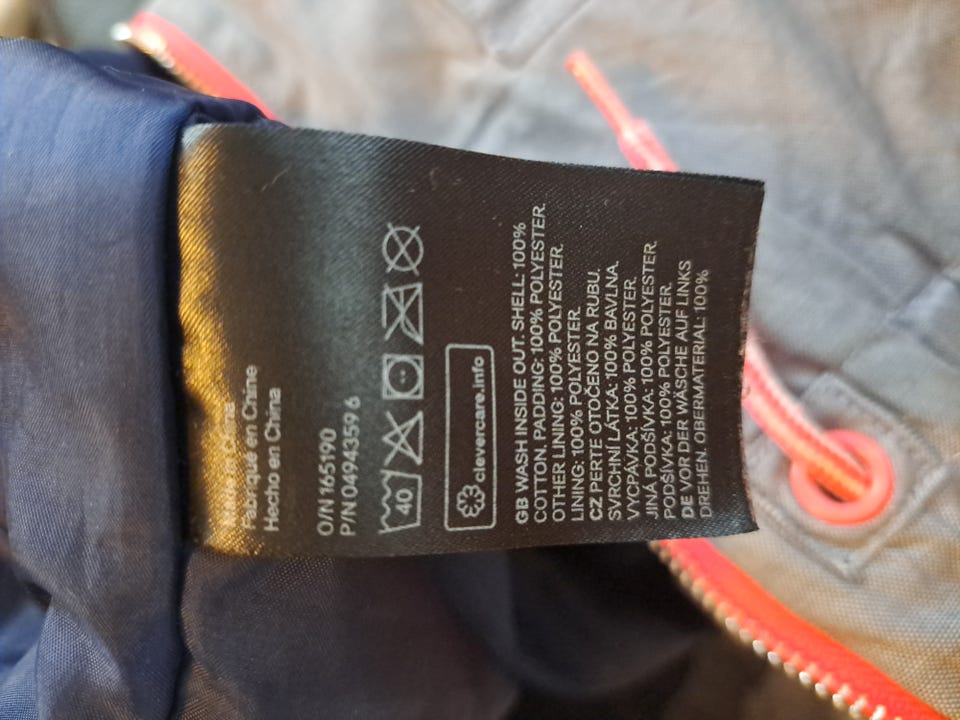 Made in China
Fabriqué en Chine
Hecho en China
O/N 165190
P/N 0494359 6
40
clevercare.info
GB WASH INSIDE OUT. SHELL: 100%
COTTON. PADDING: 100% POLYESTER.
OTHER LINING: 100% POLYESTER.
LINING: 100% POLYESTER.
CZ PERTE OTOČENO NA RUBU.
SVRCHNÍ LÁTKA: 100% BAVLNA.
VYCPÁVKA: 100% POLYESTER.
JINÁ PODŠÍVKA: 100% POLYESTER.
PODŠÍVKA: 100% POLYESTER.
DE VOR DER WÄSCHE AUF LINKS
DREHEN. OBERMATERIAL: 100%